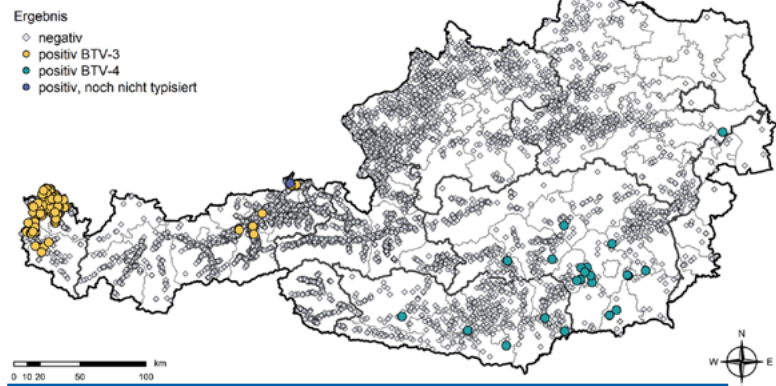 Ergebnis
negativ
positiv BTV-3
positiv BTV-4
positiv, noch nicht typisiert
km
0 10 20 50 100
N
W E
S